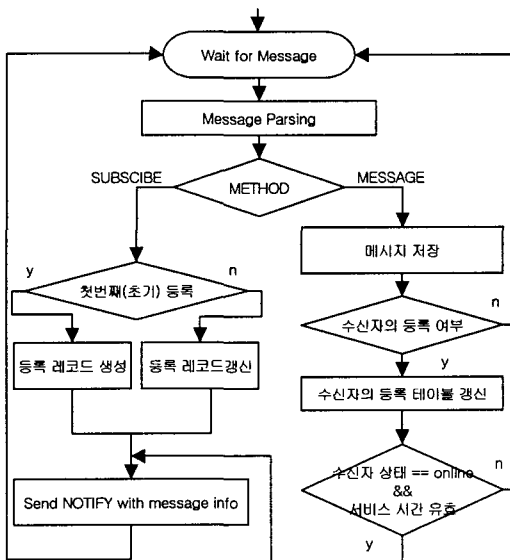 Wait for Message
Message Parsing
SUBSCIBE
METHOD
MESSAGE
메시지 저장
y
첫번째(초기) 등록
n
수신자의 등록 여부
n
등록 레코드 생성
등록 레코드갱신
y
수신자의 등록 테이블 갱신
Send NOTIFY with message info
수신자 상태 == online
&&
서비스 시간 유효
n
y